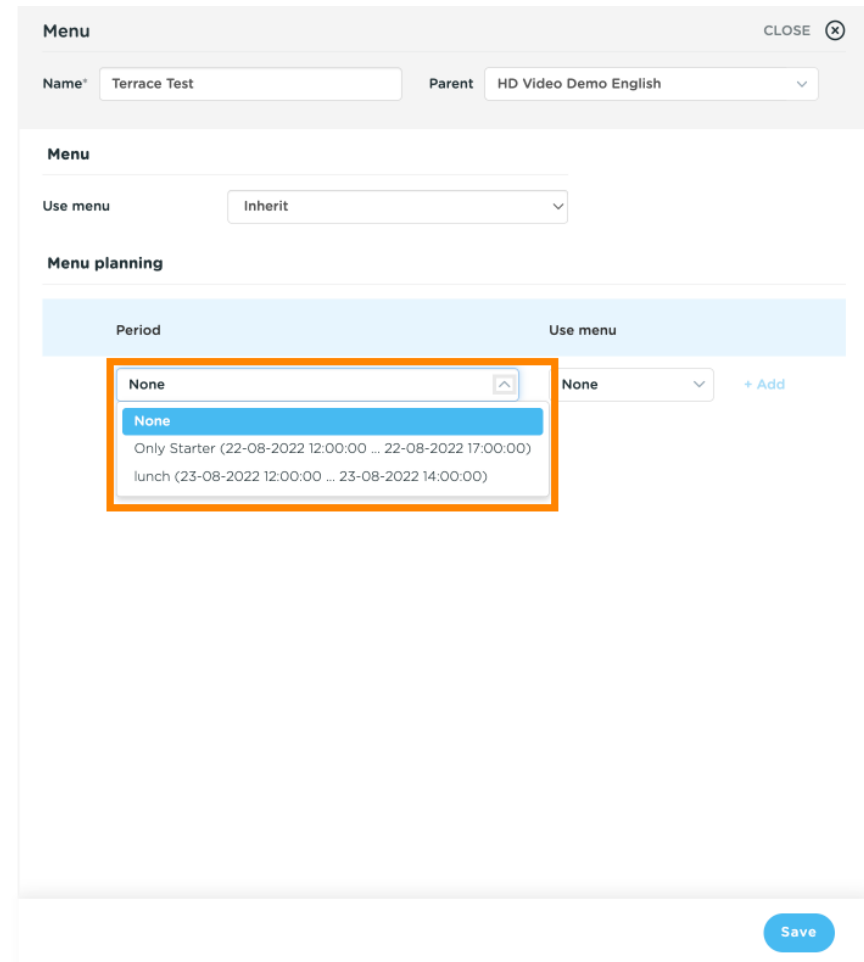 Menu CLOSE
Name* Terrace Test Parent HD Video Demo English
Menu
Use menu Inherit
Menu planning
Period Use menu
None None + Add
None
Only Starter (22-08-2022 12:00:00 ... 22-08-2022 17:00:00)
lunch (23-08-2022 12:00:00 ... 23-08-2022 14:00:00)
Save